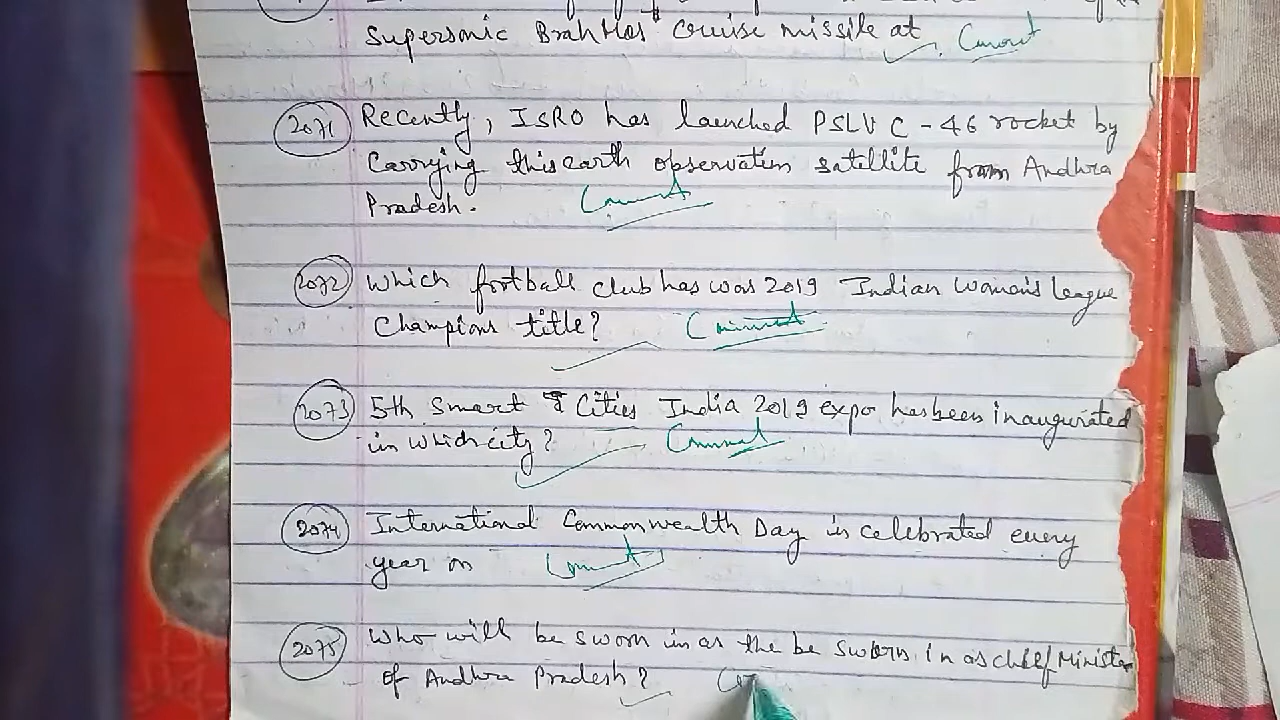 Supersonic BrahMos cruise missile at Current
2071 Recently, ISRO has launched PSLV C-46 rocket by
Carrying this earth observation satellite from Andhra
Pradesh. Current
2072 Which football club has won 2019 Indian Women's League
Champions title? Current
2073 5th Smart Cities India 2019 expo has been inaugurated
in which city? Current
2074 International Commonwealth Day is celebrated every
year on Current
2075 Who will be sworn in as the be sworn in as chief Minister
of Andhra Pradesh?